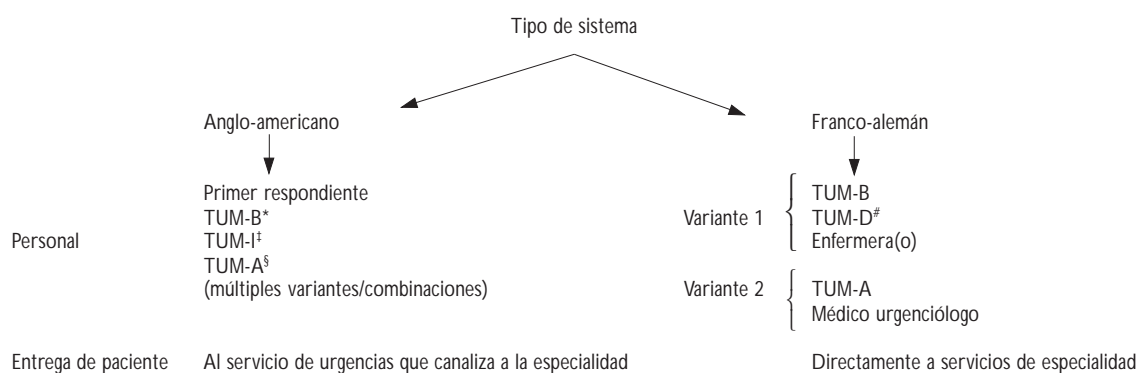 Tipo de sistema
Anglo-americano
Franco-alemán
Primer respondiente
TUM-B*
TUM-I‡
TUM-A§
(múltiples variantes/combinaciones)
Personal
Variante 1
TUM-B
TUM-D#
Enfermera(o)
Variante 2
TUM-A
Médico urgenciólogo
Entrega de paciente
Al servicio de urgencias que canaliza a la especialidad
Directamente a servicios de especialidad